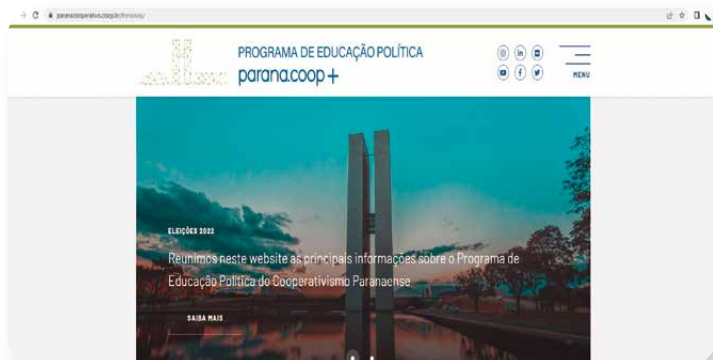 PROGRAMA DE EDUCAÇÃO POLÍTICA
parana.coop+
MENU
ELEIÇÕES 2022
Reunimos neste website as principais informações sobre o Programa de
Educação Política do Cooperativismo Paranaense
SAIBA MAIS